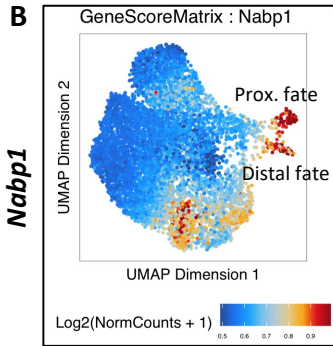 B
GeneScoreMatrix : Nabp1
Nabp1
UMAP Dimension 2
Prox. fate
Distal fate
UMAP Dimension 1
Log2(NormCounts + 1)
0.5 0.6 0.7 0.8 0.9